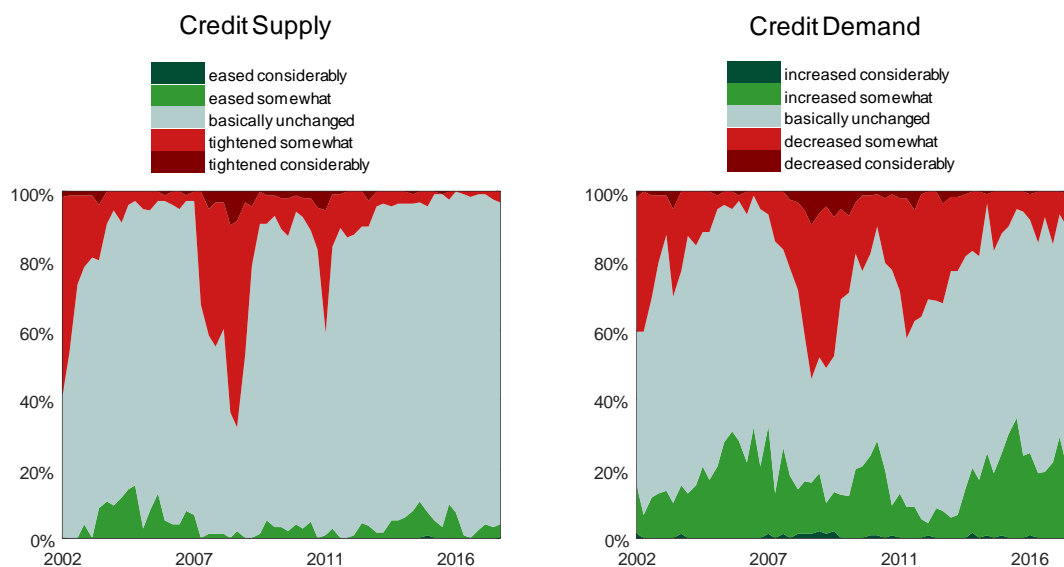 Credit Supply
eased considerably
eased somewhat
basically unchanged
tightened somewhat
tightened considerably
100%
80%
60%
40%
20%
0%
2002 2007 2011 2016
Credit Demand
increased considerably
increased somewhat
basically unchanged
decreased somewhat
decreased considerably
100%
80%
60%
40%
20%
0%
2002 2007 2011 2016